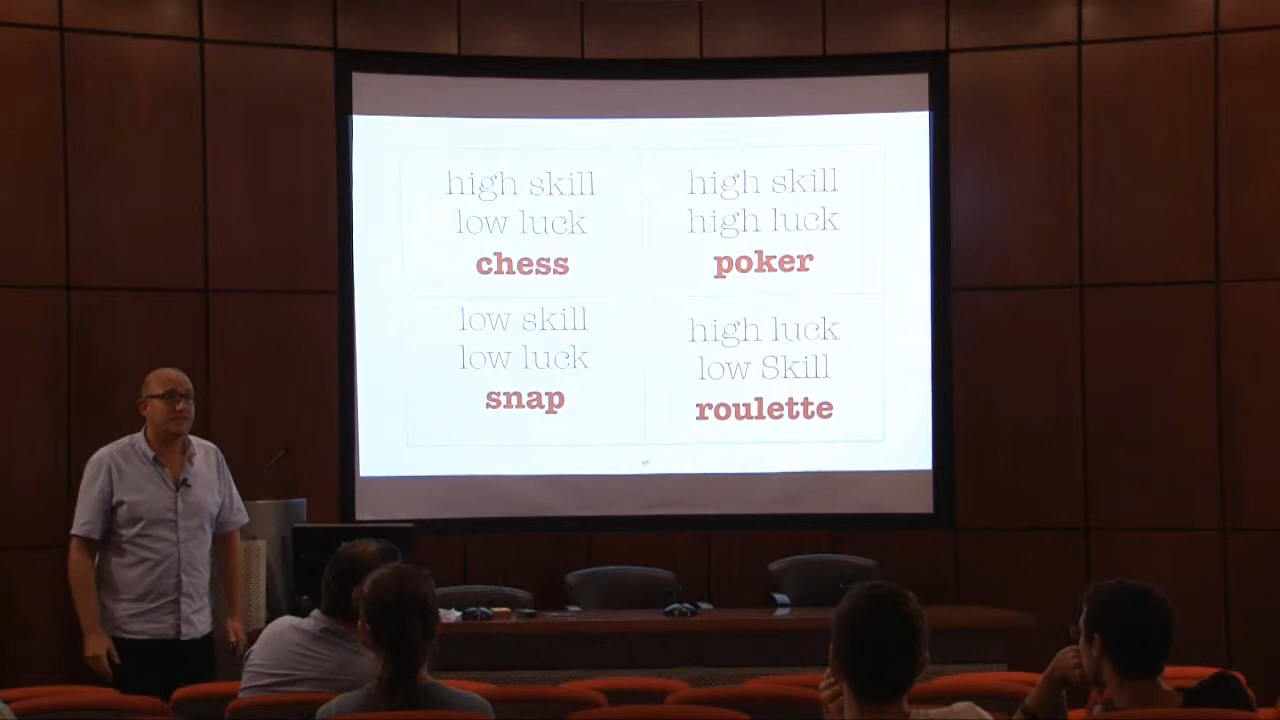 high skill
low luck
chess
high skill
high luck
poker
low skill
low luck
snap
high luck
low Skill
roulette